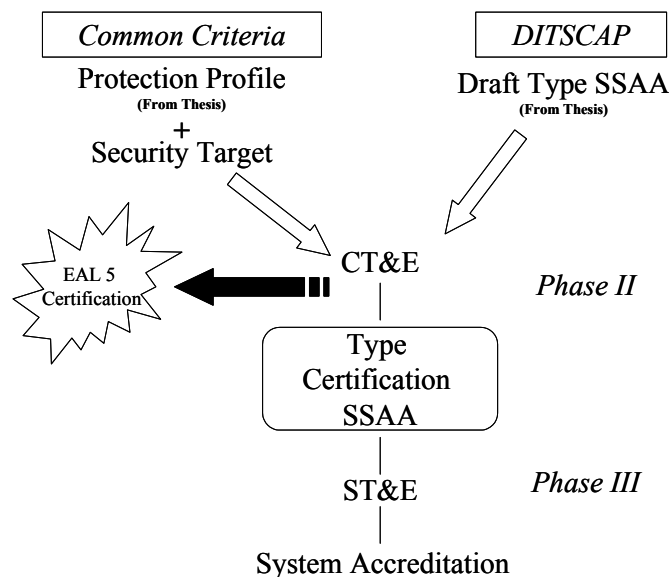 Common Criteria
Protection Profile
(From Thesis)
+
Security Target
DITSCAP
Draft Type SSAA
(From Thesis)
EAL 5
Certification
CT&E
Phase II
Type
Certification
SSAA
ST&E
Phase III
System Accreditation